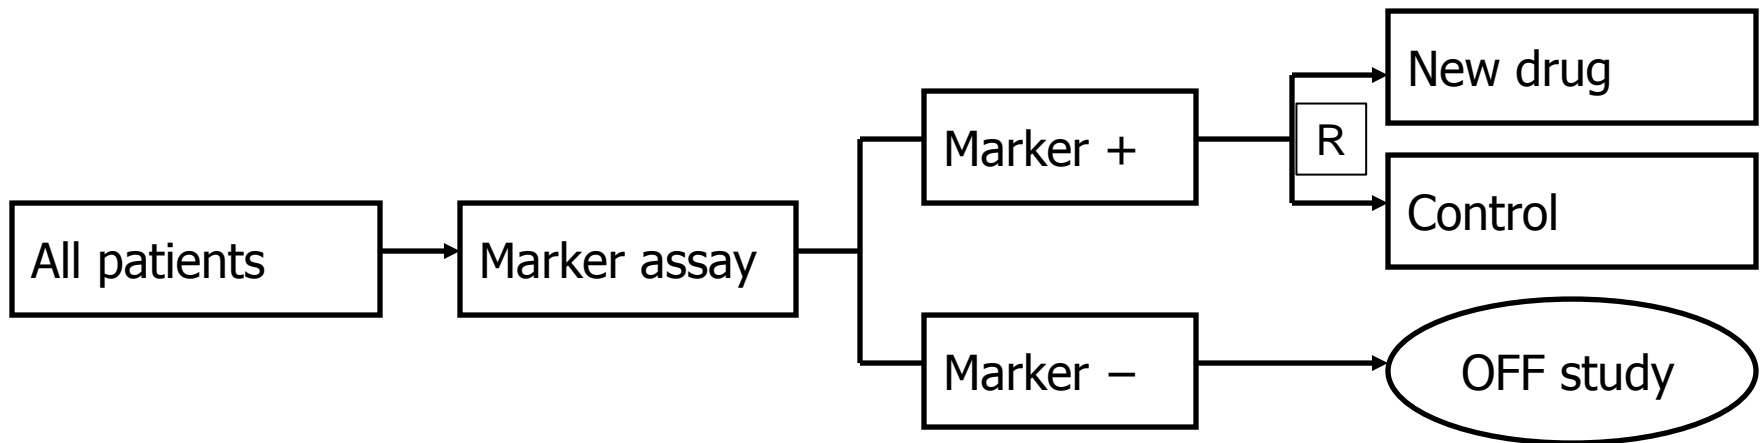 All patients
Marker assay
Marker +
R
New drug
Control
Marker –
OFF study